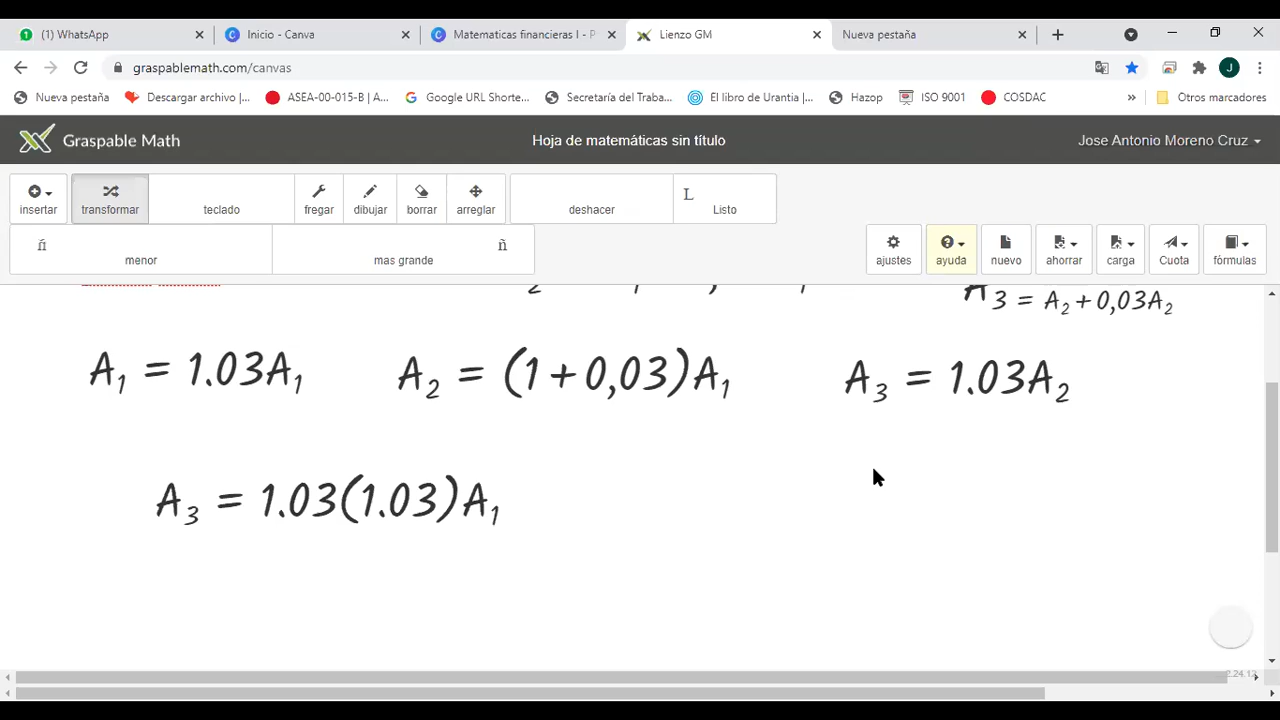 (1) WhatsApp Inicio - Canva Matematicas financieras I - P Lienzo GM Nueva pestaña
graspablemath.com/canvas J
Nueva pestaña Descargar archivo |... ASEA-00-015-B | A... Google URL Shorte... Secretaría del Traba... El libro de Urantia |... Hazop ISO 9001 COSDAC » Otros marcadores
Graspable Math Hoja de matemáticas sin título Jose Antonio Moreno Cruz
insertar transformar teclado fregar dibujar borrar arreglar deshacer L Listo
ñ menor ñ mas grande ajustes ayuda nuevo ahorrar carga Cuota fórmulas
A₃ = A₂ + 0,03A₂
A₁ = 1.03A₁ A₂ = (1 + 0,03)A₁ A₃ = 1.03A₂
A₃ = 1.03(1.03)A₁